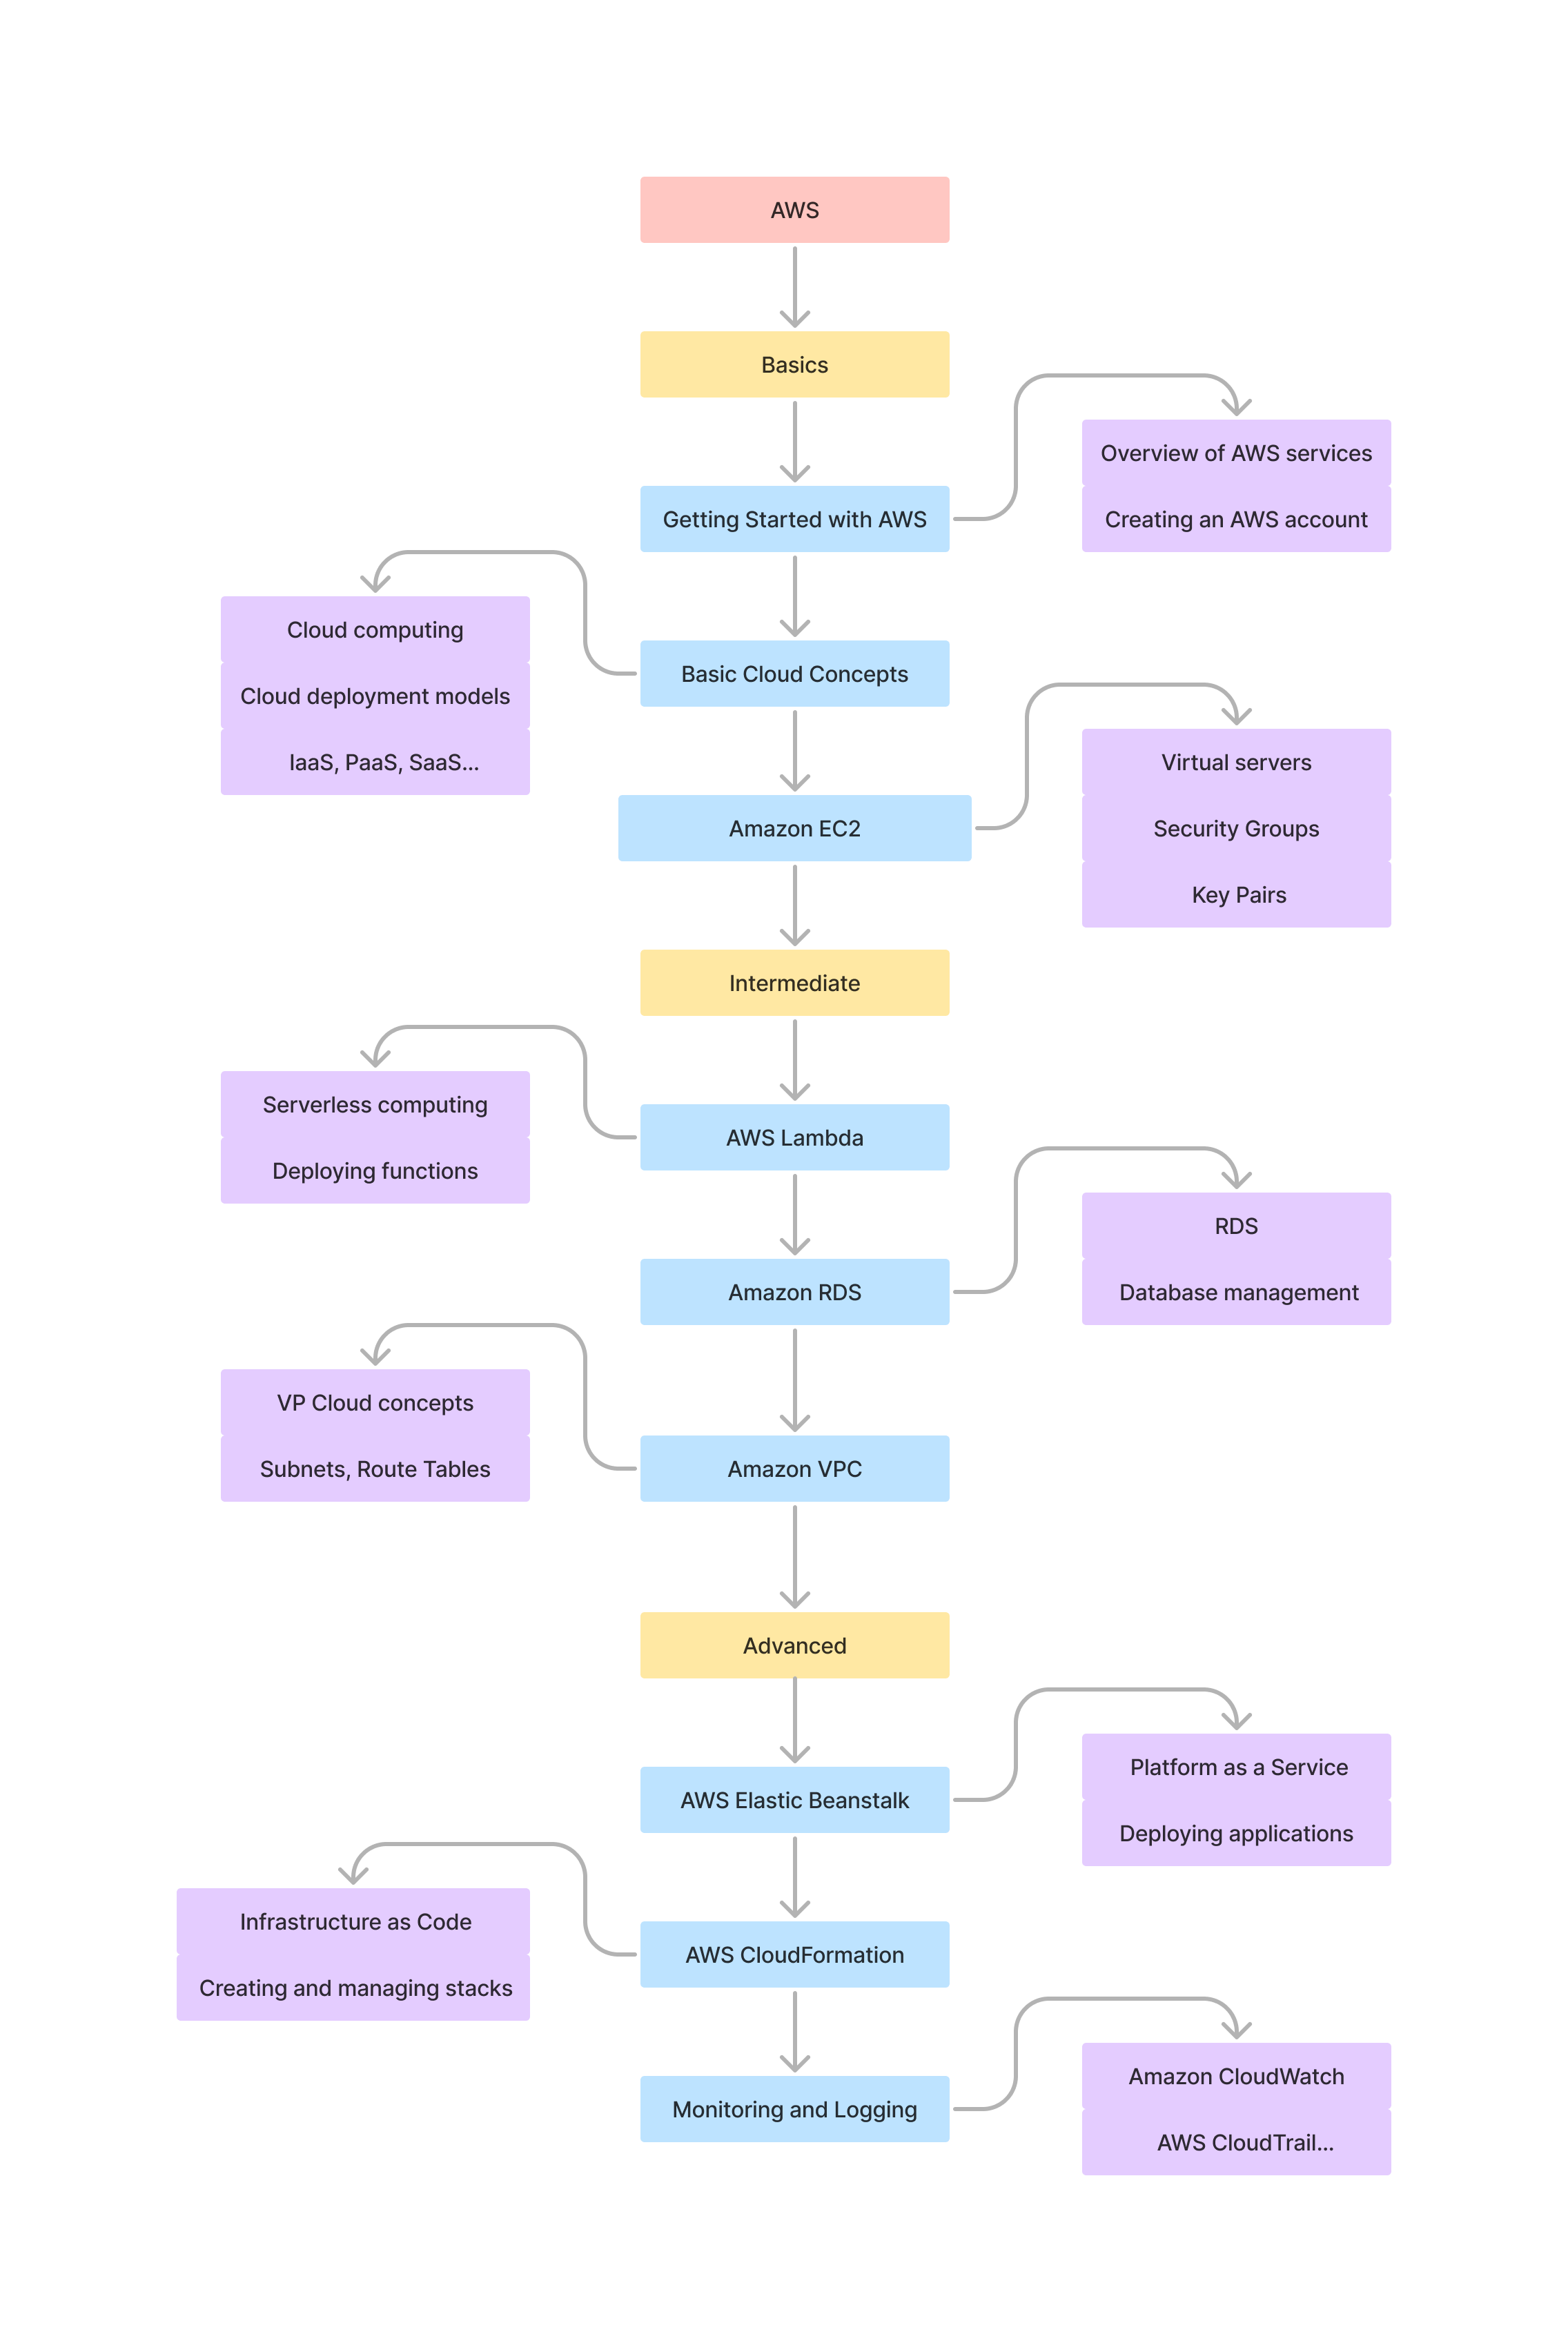 AWS
Basics
Overview of AWS services
Getting Started with AWS
Creating an AWS account
Cloud computing
Basic Cloud Concepts
Cloud deployment models
IaaS, PaaS, SaaS...
Virtual servers
Amazon EC2
Security Groups
Key Pairs
Intermediate
Serverless computing
AWS Lambda
Deploying functions
RDS
Amazon RDS
Database management
VP Cloud concepts
Amazon VPC
Subnets, Route Tables
Advanced
Platform as a Service
AWS Elastic Beanstalk
Deploying applications
Infrastructure as Code
AWS CloudFormation
Creating and managing stacks
Amazon CloudWatch
Monitoring and Logging
AWS CloudTrail...